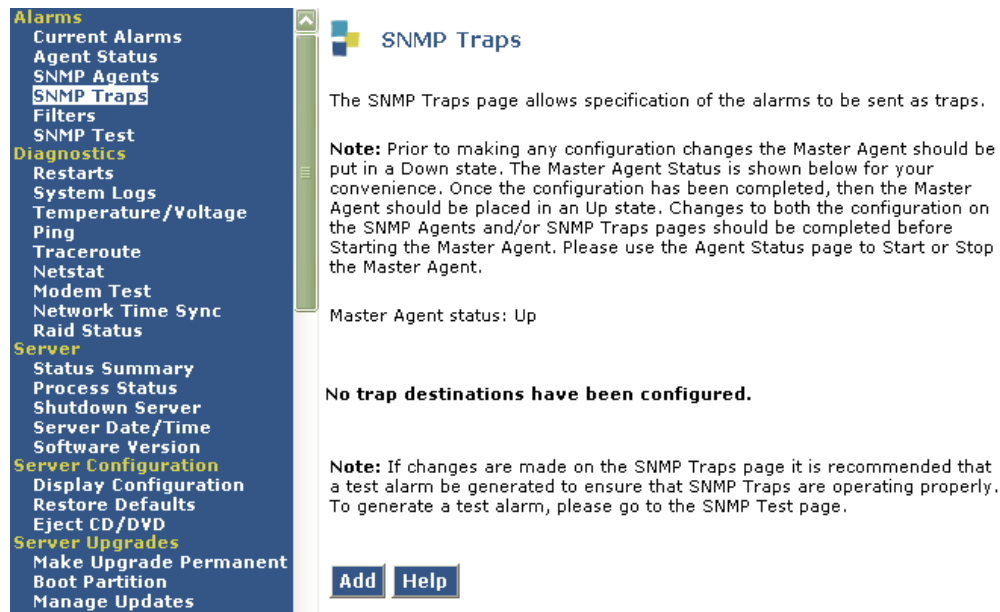 Alarms
Current Alarms
Agent Status
SNMP Agents
SNMP Traps
Filters
SNMP Test
Diagnostics
Restarts
System Logs
Temperature/Voltage
Ping
Traceroute
Netstat
Modem Test
Network Time Sync
Raid Status
Server
Status Summary
Process Status
Shutdown Server
Server Date/Time
Software Version
Server Configuration
Display Configuration
Restore Defaults
Eject CD/DVD
Server Upgrades
Make Upgrade Permanent
Boot Partition
Manage Updates
SNMP Traps
The SNMP Traps page allows specification of the alarms to be sent as traps.
Note: Prior to making any configuration changes the Master Agent should be
put in a Down state. The Master Agent Status is shown below for your
convenience. Once the configuration has been completed, then the Master
Agent should be placed in an Up state. Changes to both the configuration on
the SNMP Agents and/or SNMP Traps pages should be completed before
Starting the Master Agent. Please use the Agent Status page to Start or Stop
the Master Agent.
Master Agent status: Up
No trap destinations have been configured.
Note: If changes are made on the SNMP Traps page it is recommended that
a test alarm be generated to ensure that SNMP Traps are operating properly.
To generate a test alarm, please go to the SNMP Test page.
Add Help